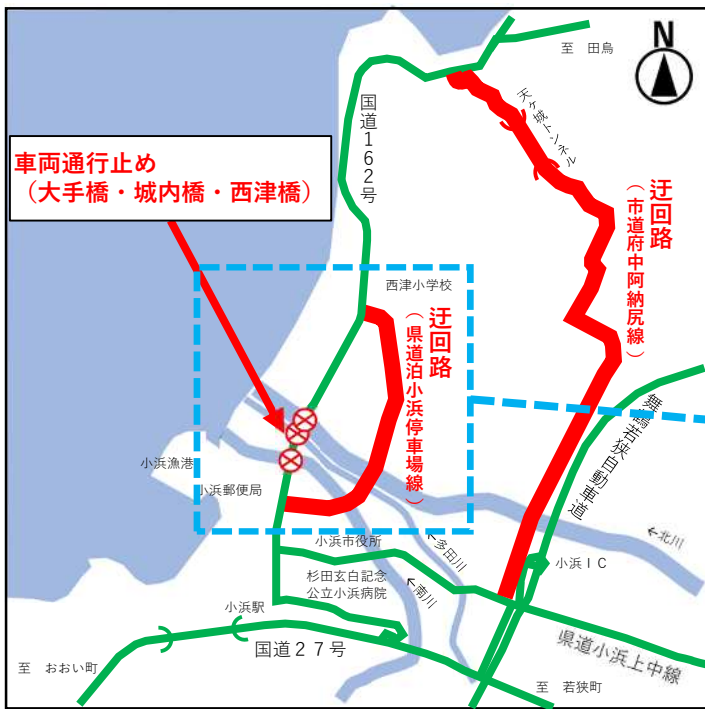 至　田烏
N
天ヶ城トンネル
国道１６２号
車両通行止め
（大手橋・城内橋・西津橋）
迂回路
（市道府中阿納尻線）
西津小学校
迂回路
（県道泊小浜停車場線）
舞鶴若狭自動車道
小浜漁港
小浜郵便局
←北川
小浜市役所
←多田川
小浜ＩＣ
杉田玄白記念
公立小浜病院
←南川
小浜駅
国道２７号
県道小浜上中線
至　おおい町
至　若狭町